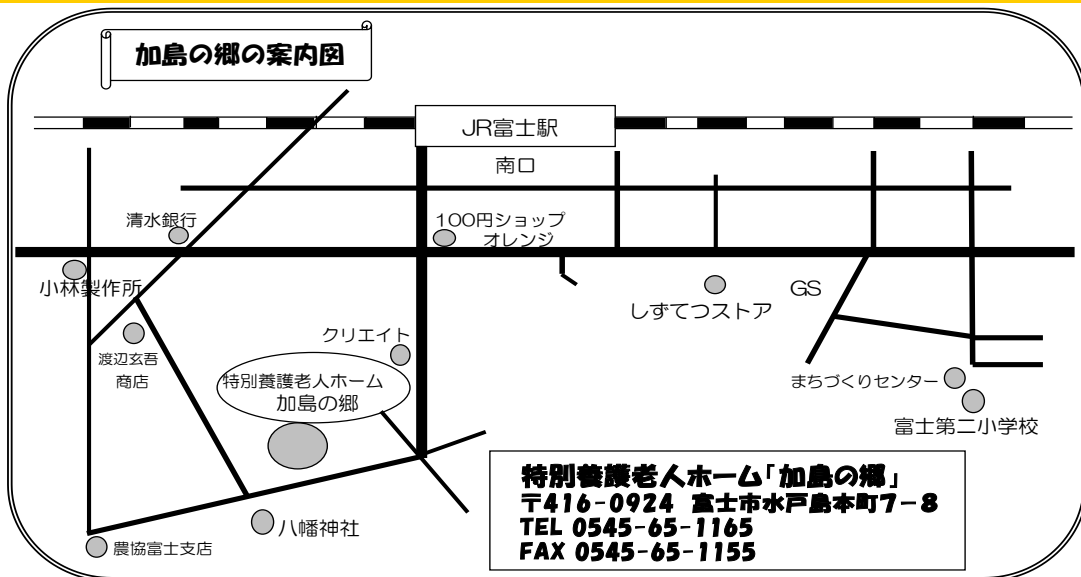 加島の郷の案内図
JR富士駅
南口
清水銀行
100円ショップ
オレンジ
小林製作所
しずてつストア
GS
渡辺玄吾
商店
クリエイト
特別養護老人ホーム
加島の郷
まちづくりセンター
富士第二小学校
八幡神社
農協富士支店
特別養護老人ホーム「加島の郷」
〒416-0924 富士市水戸島本町7-8
TEL 0545-65-1165
FAX 0545-65-1155